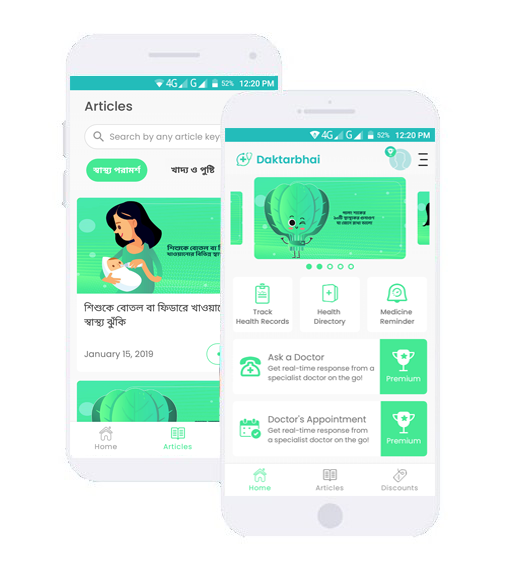 4G G 52% 12:20 PM
Articles
Search by any article key
স্বাস্থ্য পরামর্শ
খাদ্য ও পুষ্টি
শিশুকে বোতল বা ফি
খাওয়ানোর বিভিন্ন স্বা
শিশুকে বোতল বা ফিডারে খাওয়ানে
স্বাস্থ্য ঝুঁকি
January 15, 2019
Home
Articles
4G G 52% 12:20 PM
Daktarbhai
Track
Health Records
Health
Directory
Medicine
Reminder
Ask a Doctor
Get real-time response from a
specialist doctor on the go!
Premium
Doctor's Appointment
Get real-time response from
a specialist doctor on the go!
Premium
Home
Articles
Discounts